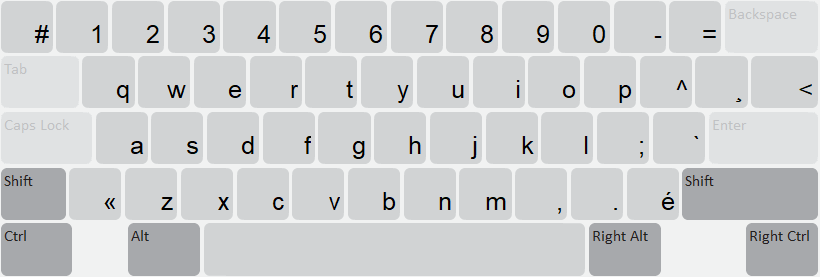 # 1 2 3 4 5 6 7 8 9 0 - = Backspace
Tab q w e r t y u i o p ^ ¸ <
Caps Lock a s d f g h j k l ; ` Enter
Shift « z x c v b n m , . é Shift
Ctrl Alt Right Alt Right Ctrl